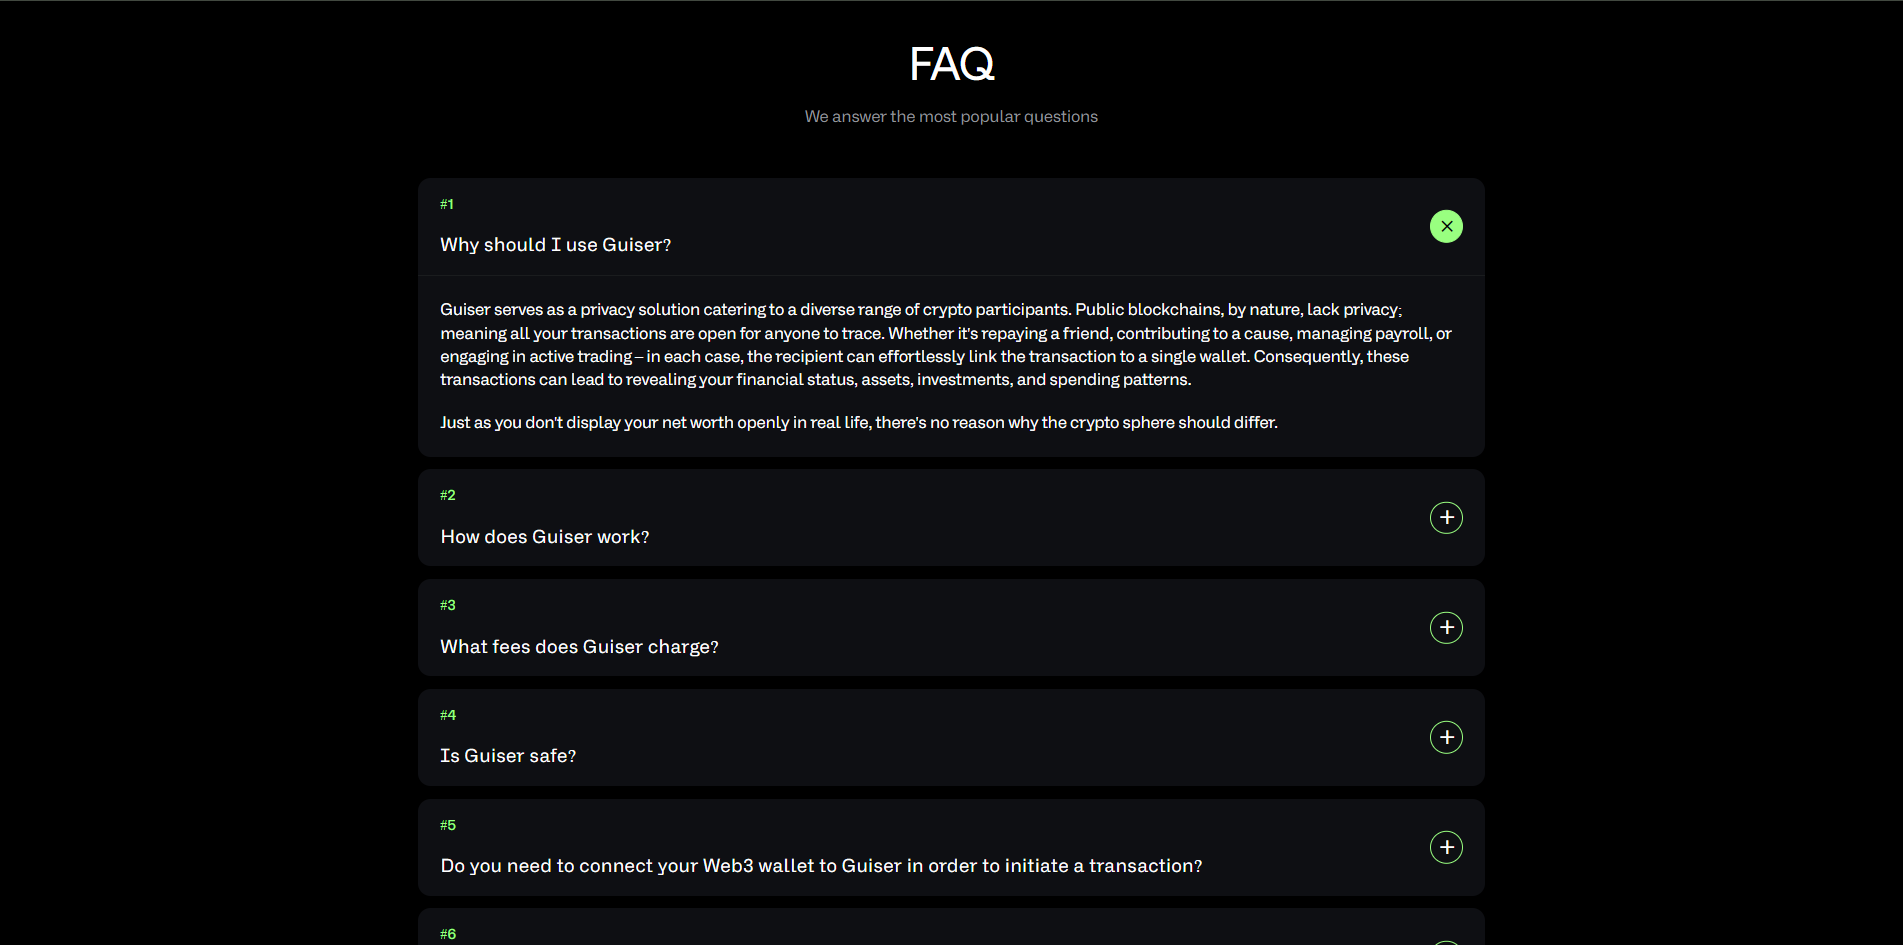 FAQ
We answer the most popular questions
#1
Why should I use Guiser?
Guiser serves as a privacy solution catering to a diverse range of crypto participants. Public blockchains, by nature, lack privacy;
meaning all your transactions are open for anyone to trace. Whether it's repaying a friend, contributing to a cause, managing payroll, or
engaging in active trading – in each case, the recipient can effortlessly link the transaction to a single wallet. Consequently, these
transactions can lead to revealing your financial status, assets, investments, and spending patterns.
Just as you don't display your net worth openly in real life, there's no reason why the crypto sphere should differ.
#2
How does Guiser work?
#3
What fees does Guiser charge?
#4
Is Guiser safe?
#5
Do you need to connect your Web3 wallet to Guiser in order to initiate a transaction?
#6